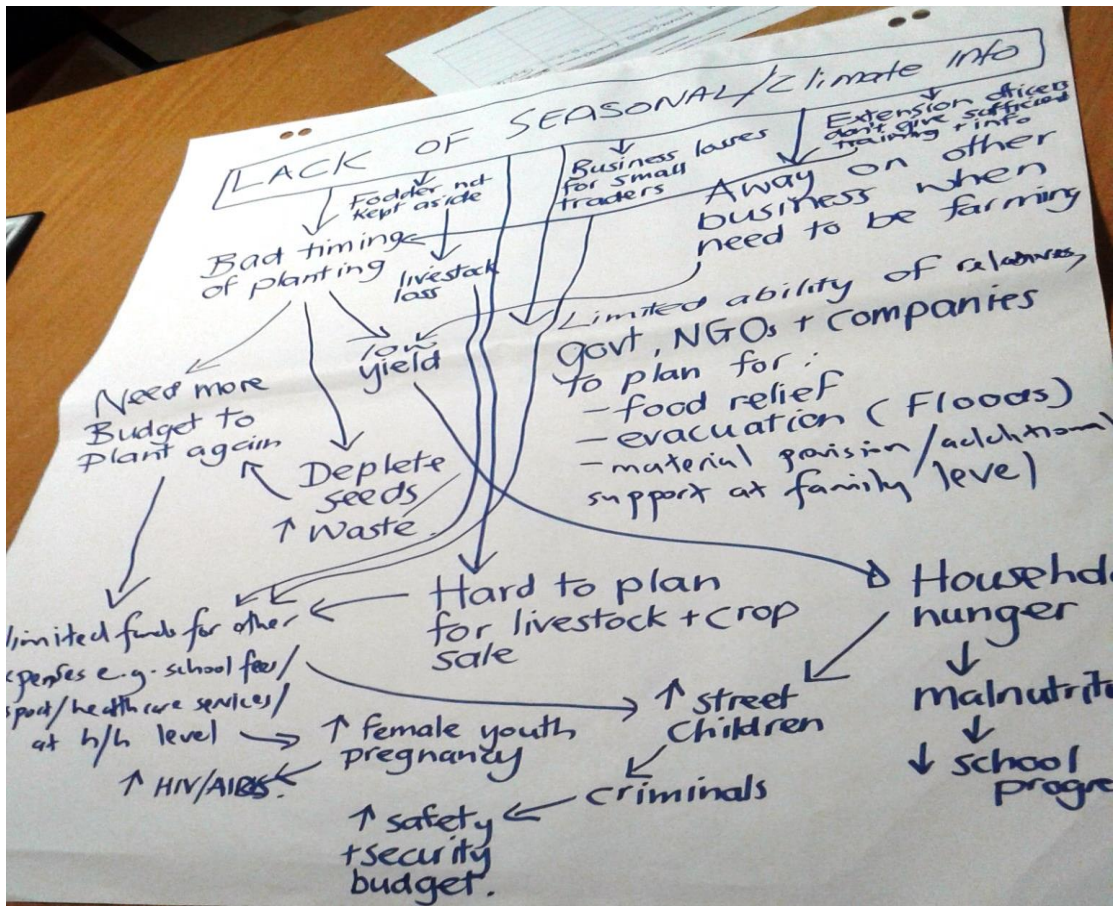 LACK OF SEASONAL/Climate Info
Fodder not
kept aside
Business losses
for small
traders
Extension officers
don't give sufficient
training + info
Bad timing
of planting
livestock
loss
Away on other
business when
need to be farming
low
yield
Limited ability of relatives,
govt, NGOs + Companies
to plan for:
- food relief
- evacuation (Floods)
- material provision/additional
support at family level
Need more
Budget to
Plant again
Deplete
seeds
↑ Waste.
Hard to plan
for livestock + crop
sale
Househo
hunger
malnutrit
↓ school
progre
limited funds for other
penses e.g. school fees/
sport/healthcare services/
at h/h level
↑ female youth
pregnancy
↑ HIV/AIDS.
↑ street
Children
criminals
↑ safety
+security
budget.